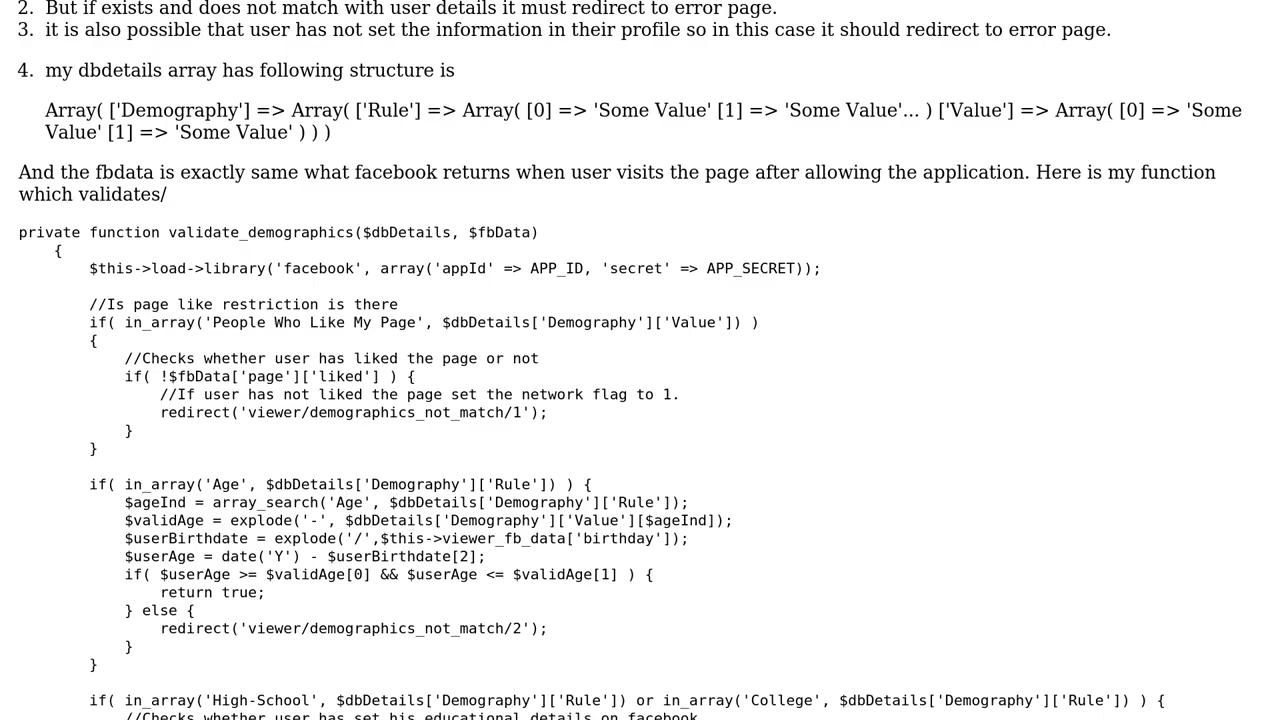 2. But if exists and does not match with user details it must redirect to error page.
3. it is also possible that user has not set the information in their profile so in this case it should redirect to error page.
4. my dbdetails array has following structure is
Array( ['Demography'] => Array( ['Rule'] => Array( [0] => 'Some Value' [1] => 'Some Value'... ) ['Value'] => Array( [0] => 'Some
Value' [1] => 'Some Value' ) ) )
And the fbdata is exactly same what facebook returns when user visits the page after allowing the application. Here is my function
which validates/
private function validate_demographics($dbDetails, $fbData)
    {
        $this->load->library('facebook', array('appId' => APP_ID, 'secret' => APP_SECRET));
        //Is page like restriction is there
        if( in_array('People Who Like My Page', $dbDetails['Demography']['Value']) )
        {
            //Checks whether user has liked the page or not
            if( !$fbData['page']['liked'] ) {
                //If user has not liked the page set the network flag to 1.
                redirect('viewer/demographics_not_match/1');
            }
        }
        if( in_array('Age', $dbDetails['Demography']['Rule']) ) {
            $ageInd = array_search('Age', $dbDetails['Demography']['Rule']);
            $validAge = explode('-', $dbDetails['Demography']['Value'][$ageInd]);
            $userBirthdate = explode('/',$this->viewer_fb_data['birthday']);
            $userAge = date('Y') - $userBirthdate[2];
            if( $userAge >= $validAge[0] && $userAge <= $validAge[1] ) {
                return true;
            } else {
                redirect('viewer/demographics_not_match/2');
            }
        }
        if( in_array('High-School', $dbDetails['Demography']['Rule']) or in_array('College', $dbDetails['Demography']['Rule']) ) {
            //Checks whether user has set his educational details on facebook